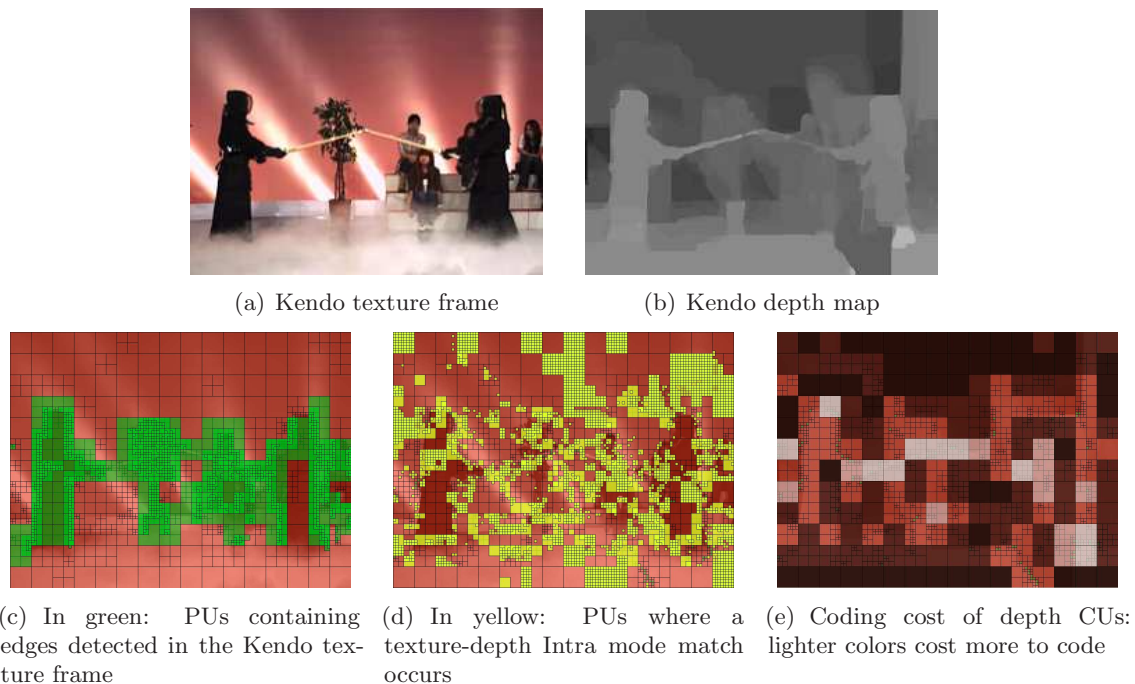 (a) Kendo texture frame
(b) Kendo depth map
(c) In green: PUs containing
edges detected in the Kendo tex-
ture frame
(d) In yellow: PUs where a
texture-depth Intra mode match
occurs
(e) Coding cost of depth CUs:
lighter colors cost more to code